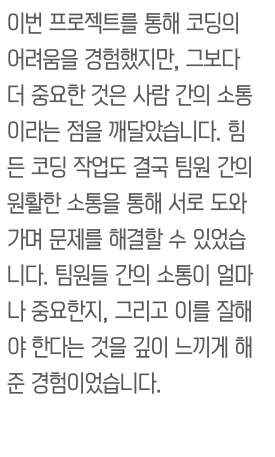 이번 프로젝트를 통해 코딩의
어려움을 경험했지만, 그보다
더 중요한 것은 사람 간의 소통
이라는 점을 깨달았습니다. 힘
든 코딩 작업도 결국 팀원 간의
원활한 소통을 통해 서로 도와
가며 문제를 해결할 수 있었습
니다. 팀원들 간의 소통이 얼마
나 중요한지, 그리고 이를 잘해
야 한다는 것을 깊이 느끼게 해
준 경험이었습니다.